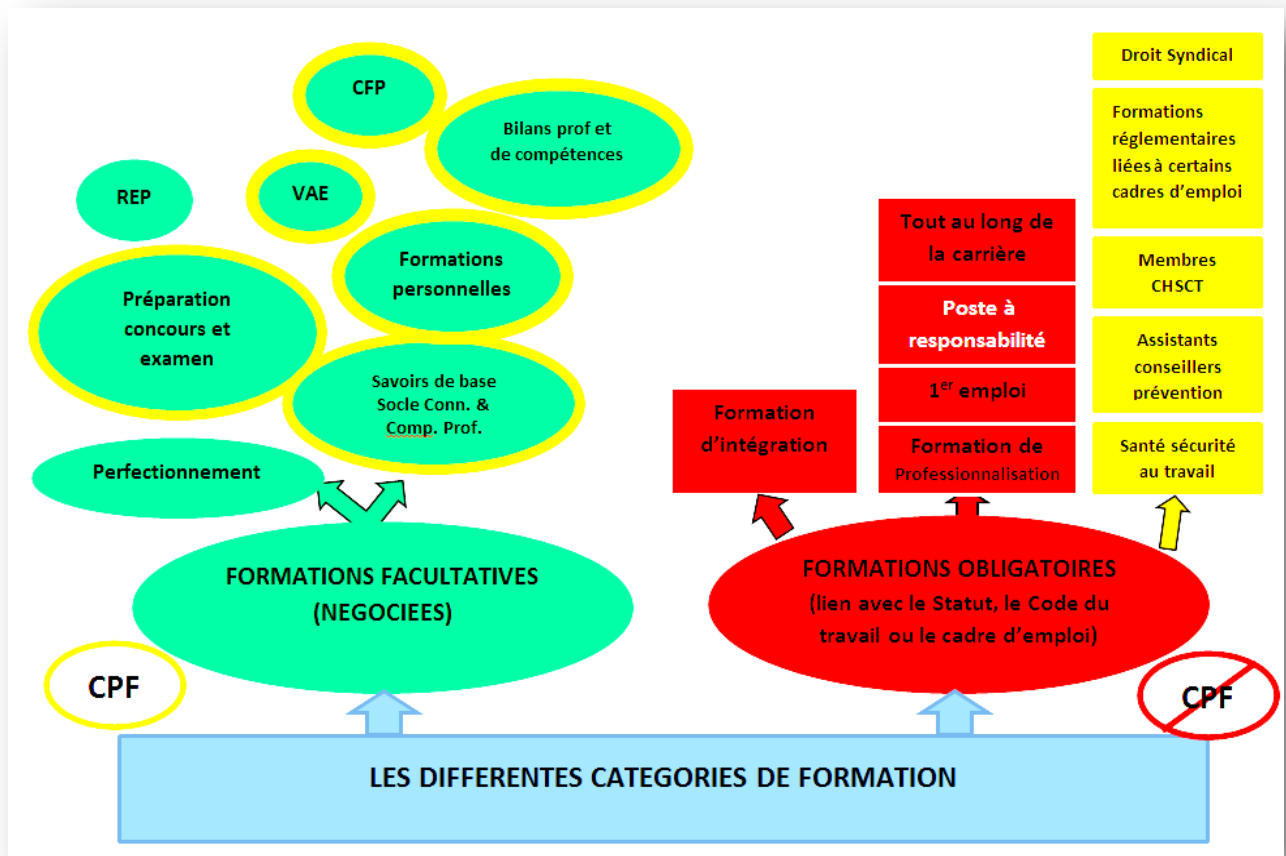 CFP
Bilans prof et
de compétences
REP
VAE
Formations
personnelles
Préparation
concours et
examen
Savoirs de base
Socle Conn. &
Comp. Prof.
Perfectionnement
FORMATIONS FACULTATIVES
(NEGOCIEES)
CPF
Droit Syndical
Formations
réglementaires
liées à certains
cadres d'emploi
Tout au long de
la carrière
Membres
CHSCT
Poste à
responsabilité
Assistants
conseillers
prévention
1er emploi
Formation
d'intégration
Formation de
Professionnalisation
Santé sécurité
au travail
FORMATIONS OBLIGATOIRES
(lien avec le Statut, le Code du
travail ou le cadre d'emploi)
CPF
LES DIFFERENTES CATEGORIES DE FORMATION